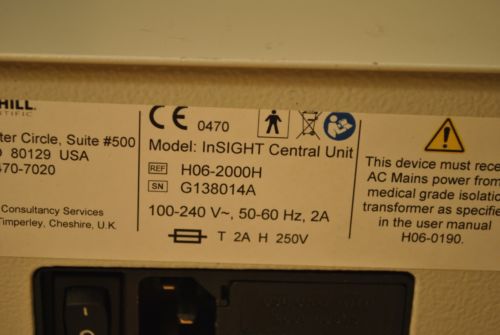 HILL.
CE 0470
ter Circle, Suite #500
80129 USA
470-7020
Model: InSIGHT Central Unit
REF H06-2000H
SN G138014A
100-240 V~, 50-60 Hz, 2A
T 2A H 250V
Consultancy Services
Timperley, Cheshire, U.K
This device must rece
AC Mains power from
medical grade isolatio
transformer as specifie
in the user manual
H06-0190.